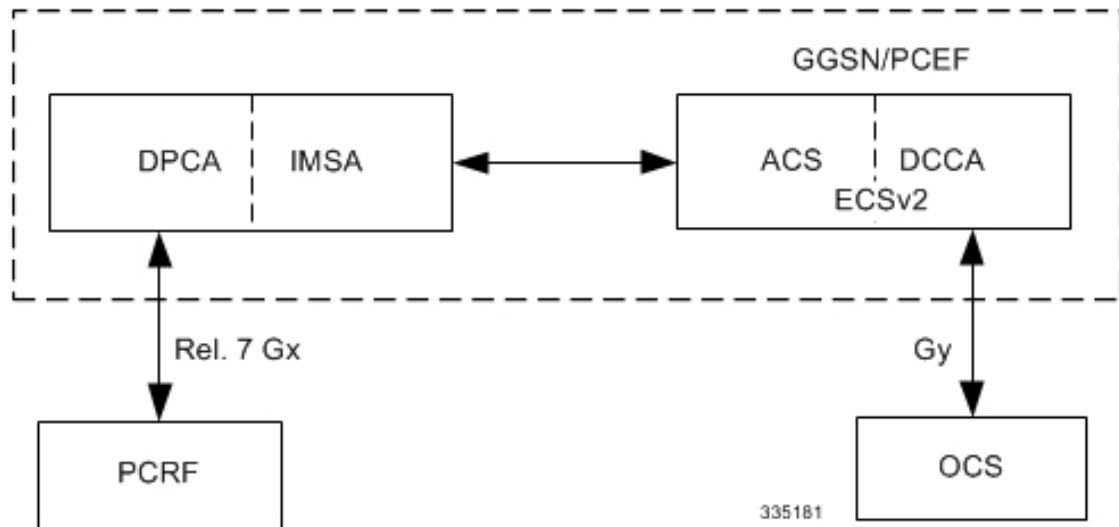 GGSN/PCEF
DPCA IMSA
ACS DCCA
ECSv2
Rel. 7 Gx
Gy
PCRF
OCS
335181